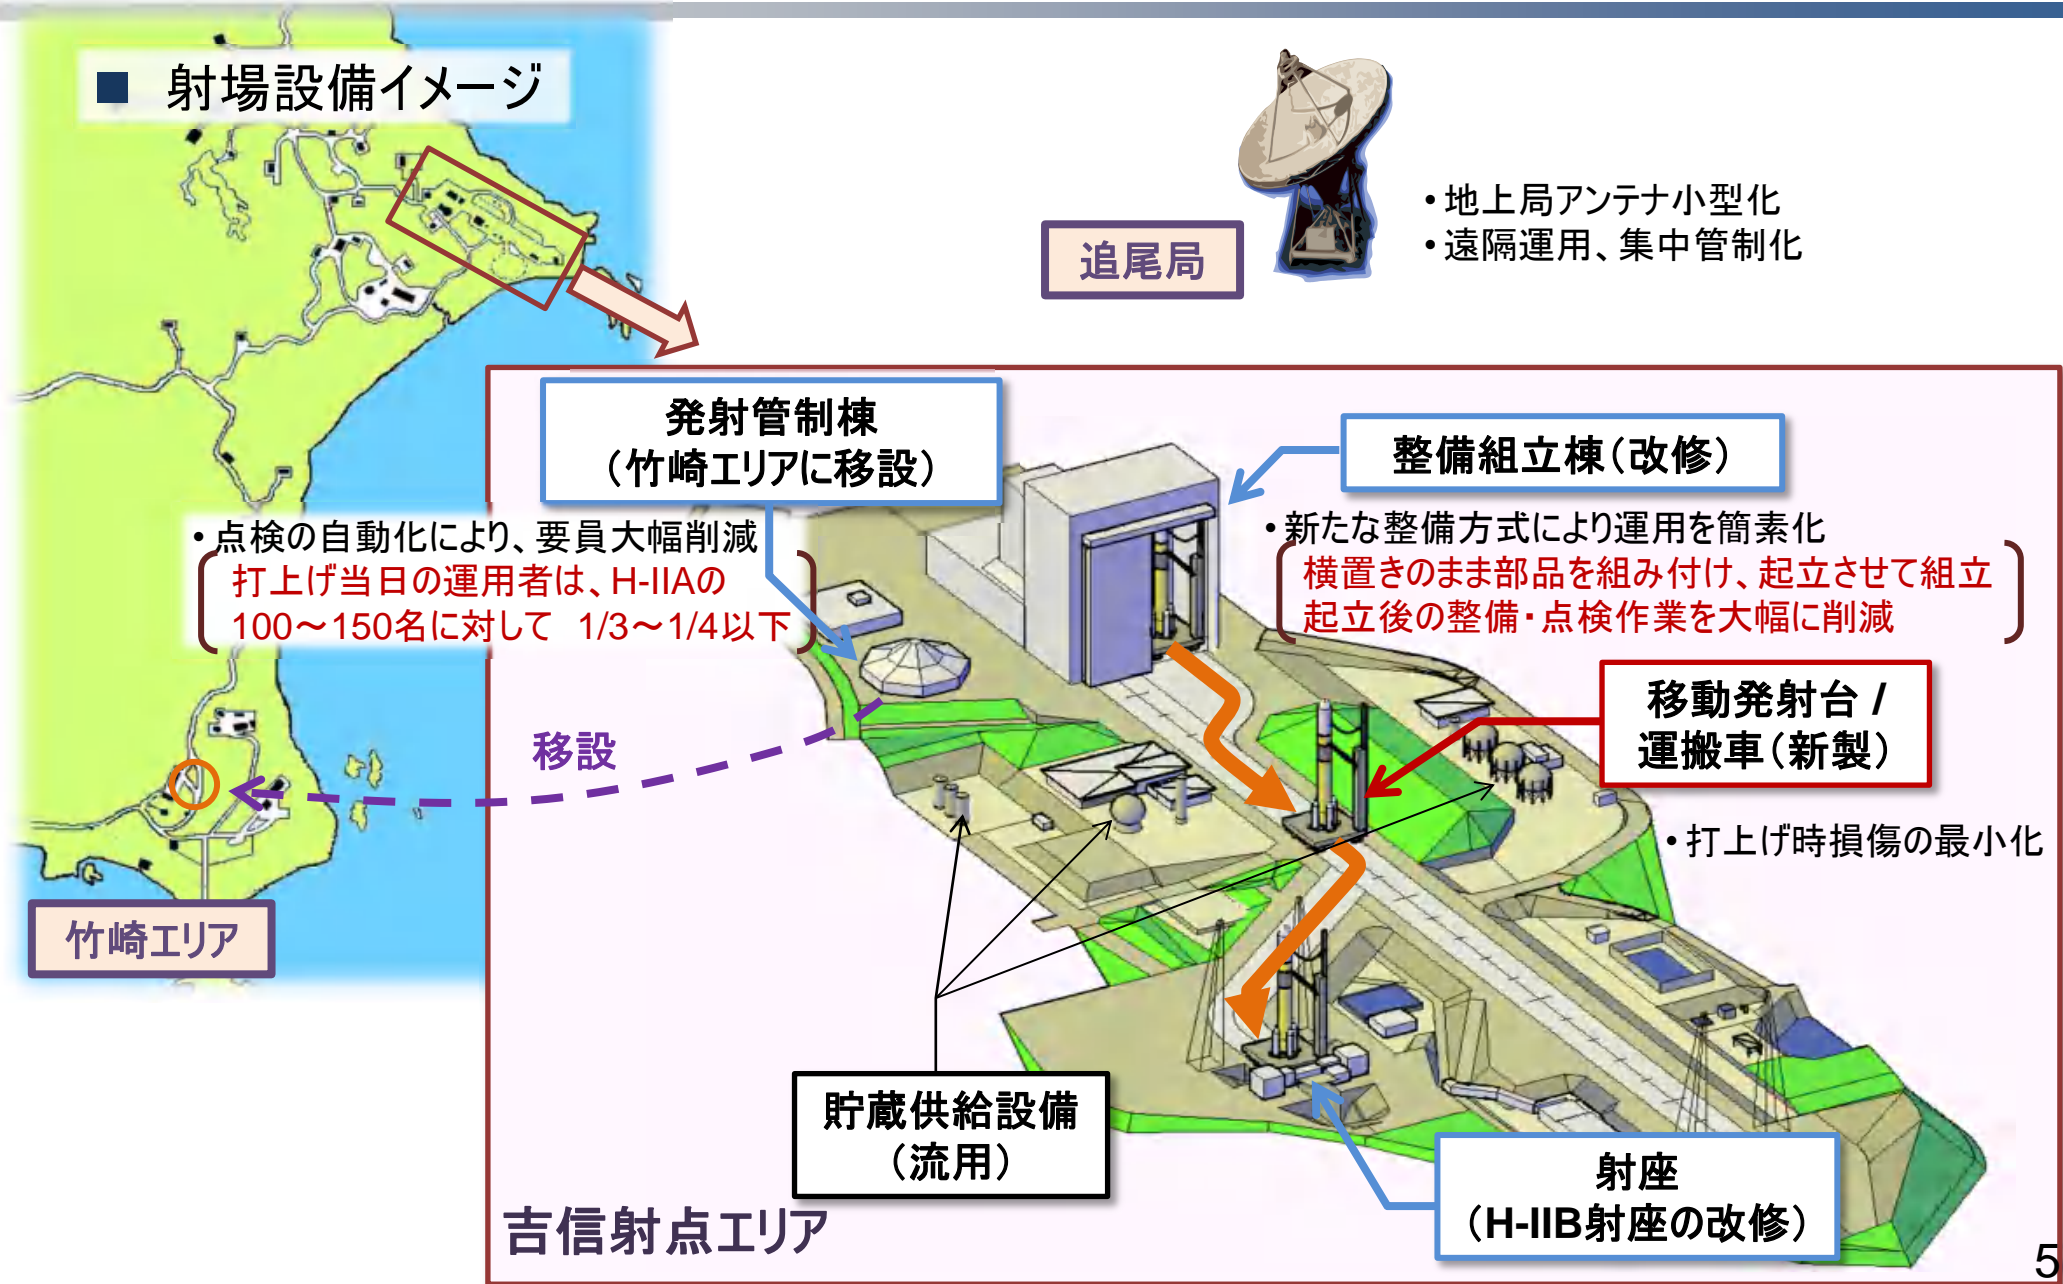 ■ 射場設備イメージ
・地上局アンテナ小型化
・遠隔運用、集中管制化
追尾局
発射管制棟
（竹崎エリアに移設）
・点検の自動化により、要員大幅削減
打上げ当日の運用者は、H-IIAの
100～150名に対して 1/3～1/4以下
整備組立棟（改修）
・新たな整備方式により運用を簡素化
横置きのまま部品を組み付け、起立させて組立
起立後の整備・点検作業を大幅に削減
移動発射台 /
運搬車（新製）
・打上げ時損傷の最小化
移設
竹崎エリア
貯蔵供給設備
（流用）
射座
（H-IIB射座の改修）
吉信射点エリア
5